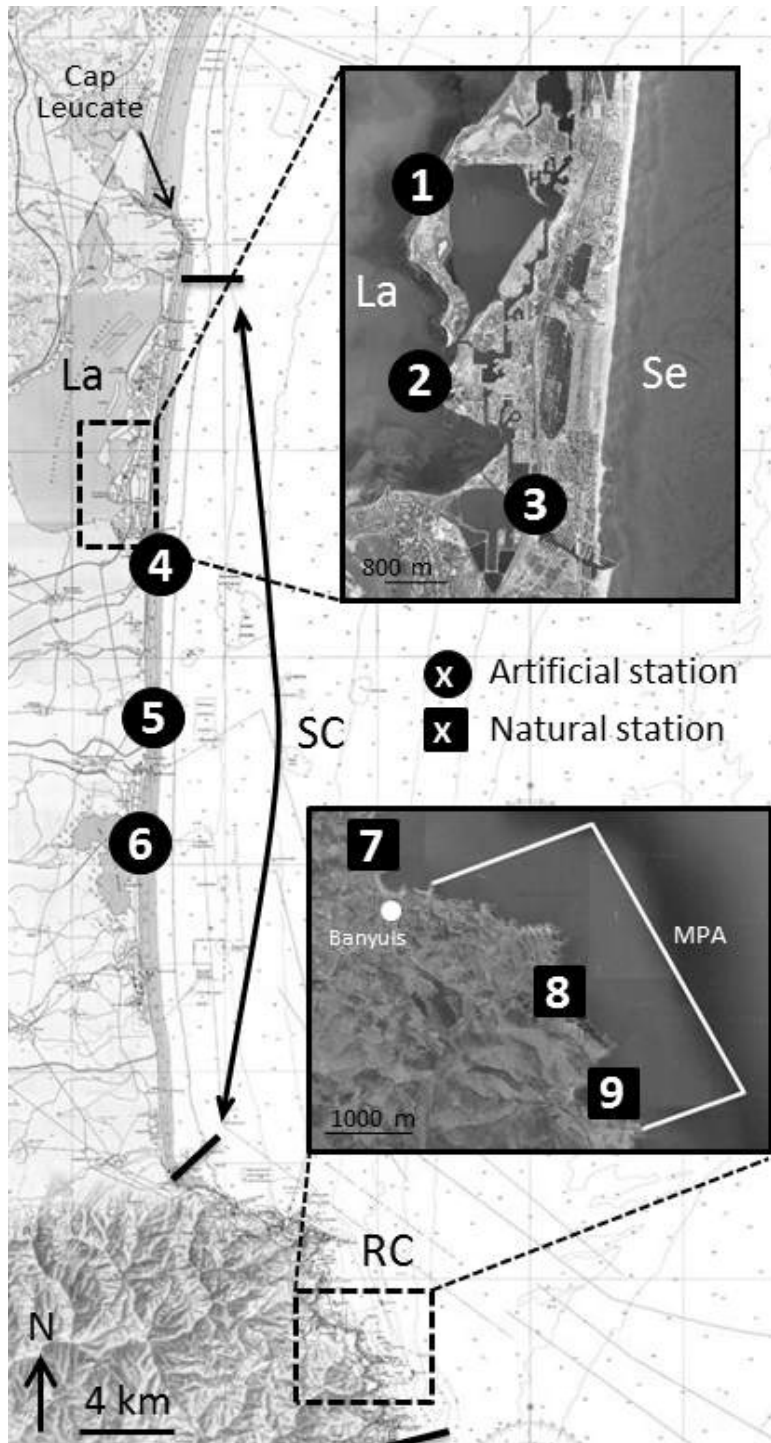 Cap
Leucate
1
La
2
Se
3
800 m
La
4
x Artificial station
x Natural station
5
SC
6
7
Banyuls
MPA
8
9
1000 m
RC
N
4 km